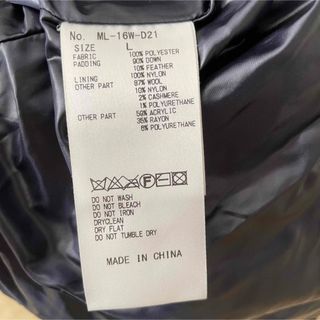 No. ML-16W-D21
SIZE L
FABRIC 100% POLYESTER
PADDING 90% DOWN
10% FEATHER
LINING 100% NYLON
OTHER PART 87% WOOL
10% NYLON
2% CASHMERE
1% POLYURETHANE
OTHER PART 59% ACRYLIC
35% RAYON
6% POLYURETHANE
F
DO NOT WASH
DO NOT BLEACH
DO NOT IRON
DRYCLEAN
DRY FLAT
DO NOT TUMBLE DRY
MADE IN CHINA